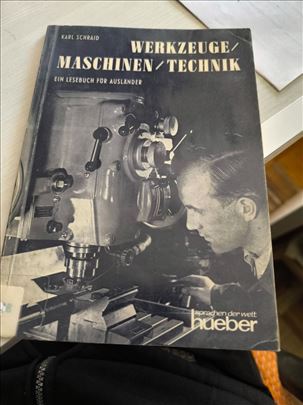 KARL SCHRAID
WERKZEUGE/
MASCHINEN/TECHNIK
EIN LESEBUCH FÜR AUSLÄNDER
sprachen der welt
hueber